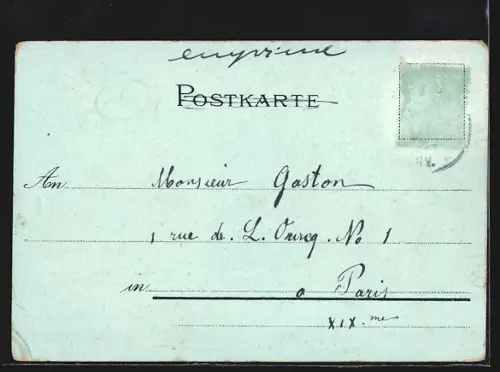 imprimé
POSTKARTE
An Monsieur Gaston
1 rue de. L. Ourcq. No 1
in a Paris
XIX.me